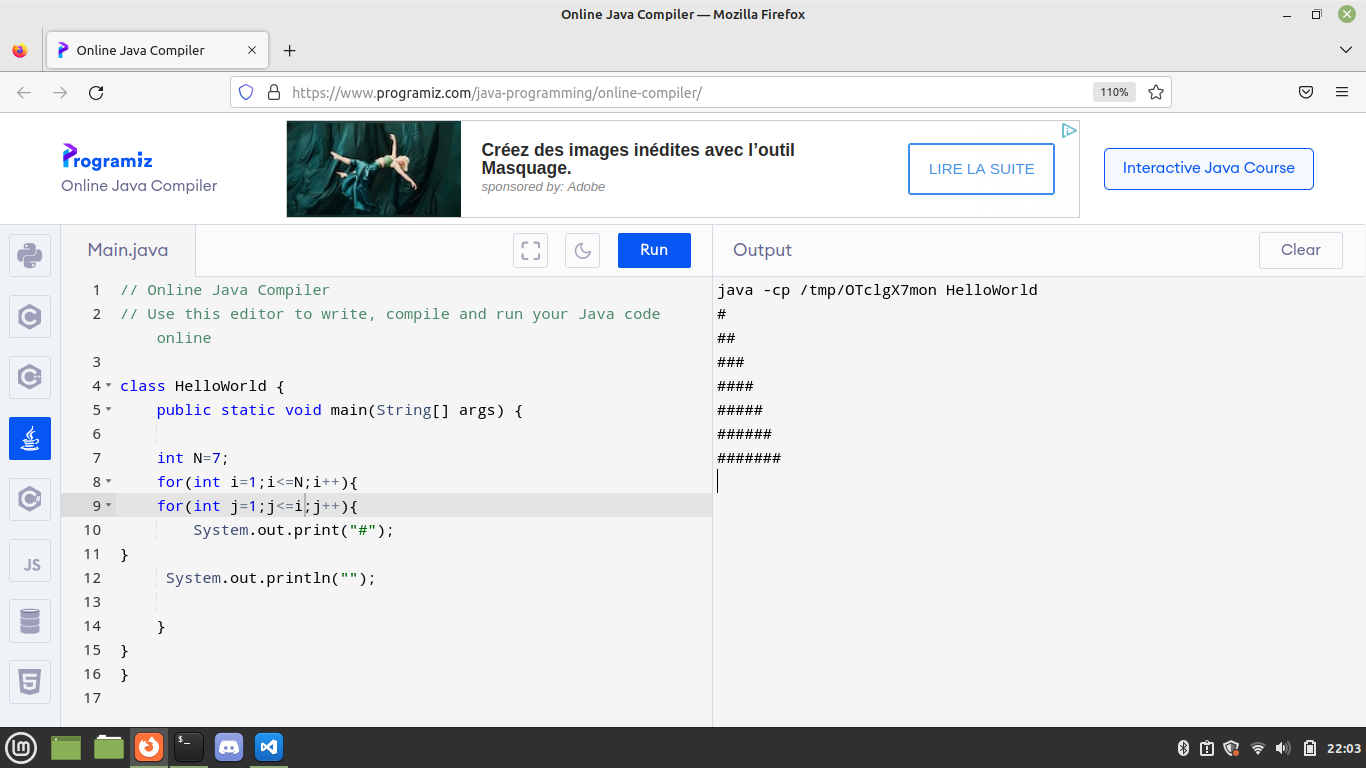 Online Java Compiler — Mozilla Firefox
Online Java Compiler
https://www.programiz.com/java-programming/online-compiler/
110%
Programiz
Online Java Compiler
Créez des images inédites avec l’outil
Masquage.
sponsored by: Adobe
LIRE LA SUITE
Interactive Java Course
Main.java
Run
Output
Clear
1 // Online Java Compiler
2 // Use this editor to write, compile and run your Java code
online
3
4 class HelloWorld {
5 public static void main(String[] args) {
6
7 int N=7;
8 for(int i=1;i<=N;i++){
9 for(int j=1;j<=i;j++){
10 System.out.print("#");
11 }
12 System.out.println("");
13
14 }
15 }
16 }
17
JS
java -cp /tmp/OTclgX7mon HelloWorld
#
##
###
####
#####
######
#######
22:03